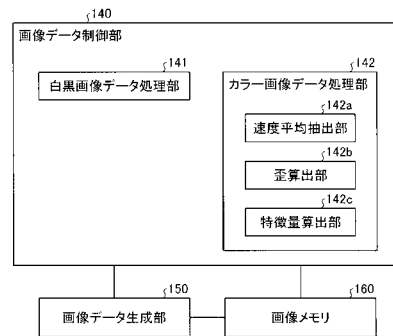 140
画像データ制御部
141
白黒画像データ処理部
142
カラー画像データ処理部
142a
速度平均抽出部
142b
歪算出部
142c
特徴量算出部
150
画像データ生成部
160
画像メモリ